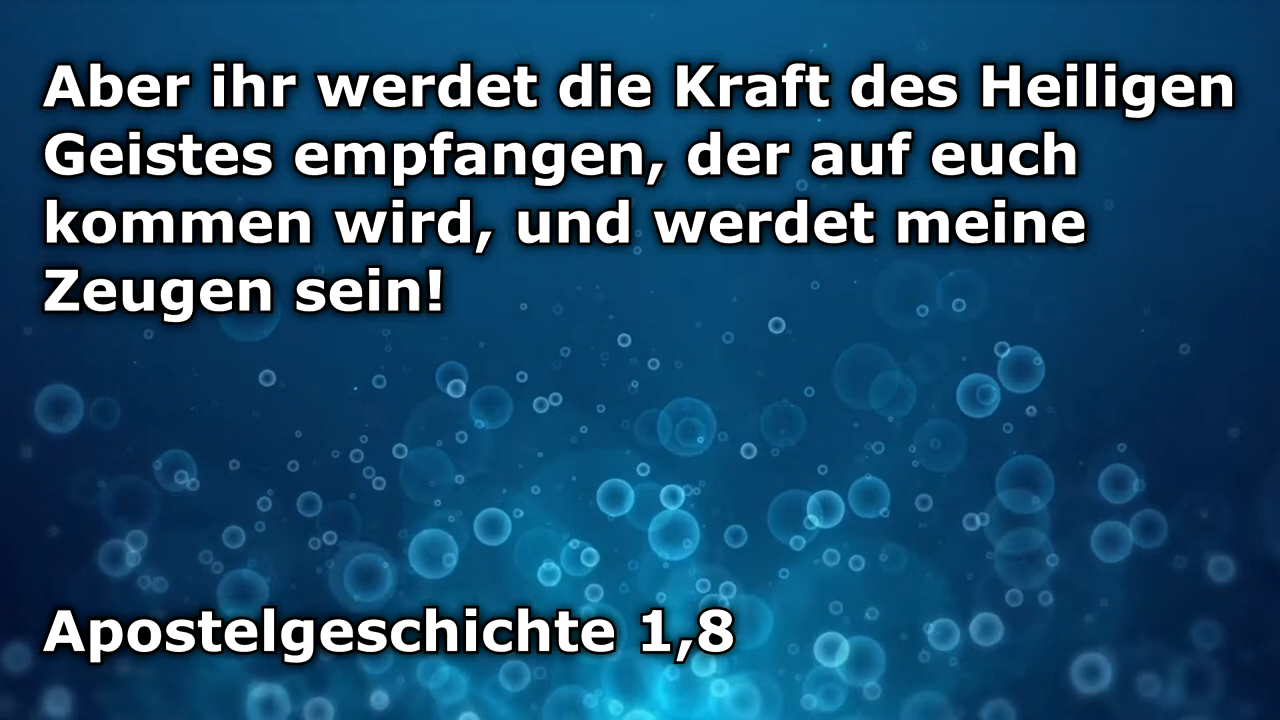 Aber ihr werdet die Kraft des Heiligen
Geistes empfangen, der auf euch
kommen wird, und werdet meine
Zeugen sein!
Apostelgeschichte 1,8